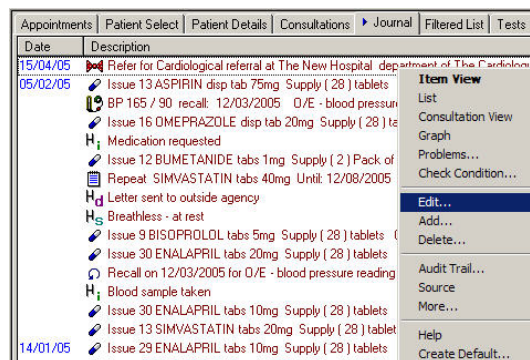 Appointments Patient Select Patient Details Consultations Journal Filtered List Tests
Date Description
15/04/05 Refer for Cardiological referral at The New Hospital department of The Cardiolog
05/02/05 Issue 13 ASPIRIN disp tab 75mg Supply ( 28 ) tablets
BP 165 / 90 recall: 12/03/2005 O/E - blood pressur
Issue 16 OMEPRAZOLE disp tab 20mg Supply ( 28 ) ta
Hi Medication requested
Issue 12 BUMETANIDE tabs 1mg Supply ( 2 ) Pack of
Repeat SIMVASTATIN tabs 40mg Until: 12/08/2005
Hd Letter sent to outside agency
Hs Breathless - at rest
Issue 9 BISOPROLOL tabs 5mg Supply ( 28 ) tablets
Issue 30 ENALAPRIL tabs 20mg Supply ( 28 ) tablets
Recall on 12/03/2005 for O/E - blood pressure reading
Hi Blood sample taken
Issue 30 ENALAPRIL tabs 10mg Supply ( 28 ) tablets
Issue 13 SIMVASTATIN tabs 20mg Supply ( 28 ) tablet
14/01/05 Issue 29 ENALAPRIL tabs 10mg Supply ( 28 ) tablets
Item View
List
Consultation View
Graph
Problems...
Check Condition...
Edit...
Add...
Delete...
Audit Trail...
Source
More...
Help
Create Default...